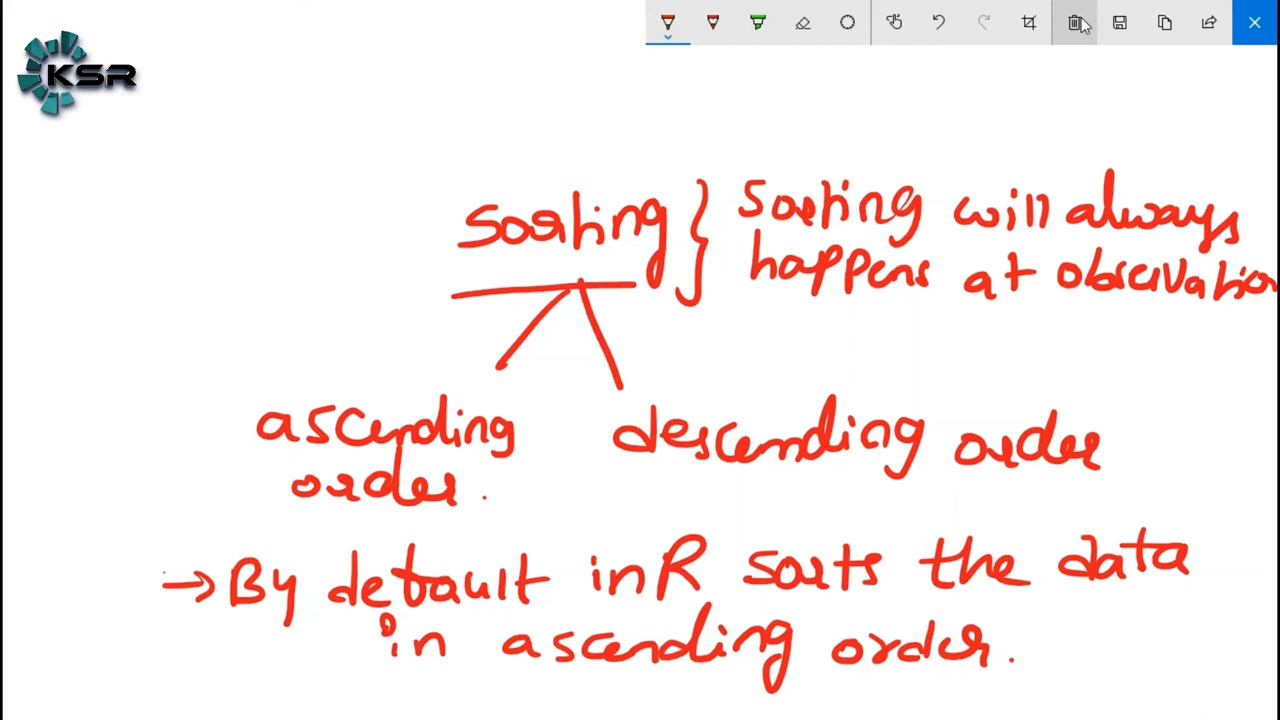 KSR
Sorting } Sorting will always
happens at observation
ascending descending order
order.
→ By default in R sorts the data
in ascending order.